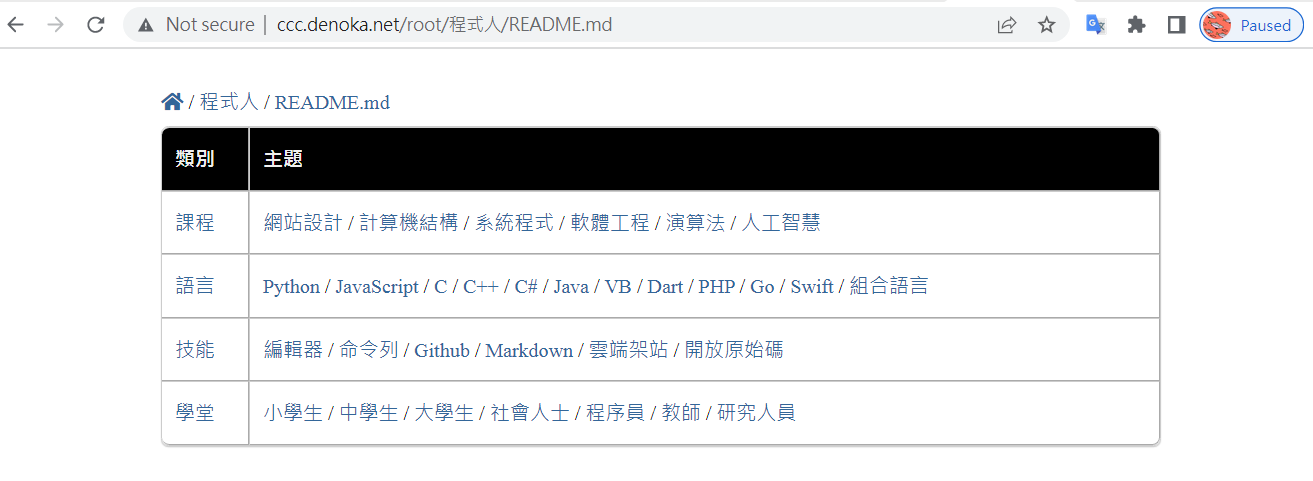 Not secure | ccc.denoka.net/root/程式人/README.md Paused
/ 程式人 / README.md
類別 主題
課程 網站設計 / 計算機結構 / 系統程式 / 軟體工程 / 演算法 / 人工智慧
語言 Python / JavaScript / C / C++ / C# / Java / VB / Dart / PHP / Go / Swift / 組合語言
技能 編輯器 / 命令列 / Github / Markdown / 雲端架站 / 開放原始碼
學堂 小學生 / 中學生 / 大學生 / 社會人士 / 程序員 / 教師 / 研究人員